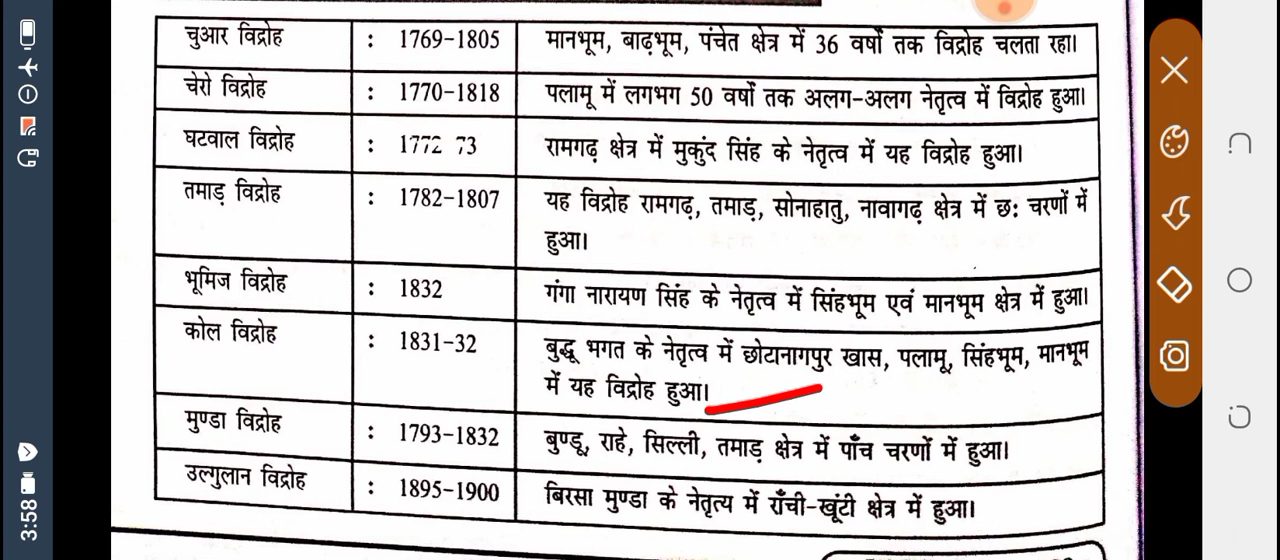 चुआर विद्रोह : 1769-1805 मानभूम, बाढ़भूम, पंचेत क्षेत्र में 36 वर्षों तक विद्रोह चलता रहा।
चेरो विद्रोह : 1770-1818 पलामू में लगभग 50 वर्षों तक अलग-अलग नेतृत्व में विद्रोह हुआ।
घटवाल विद्रोह : 1772 73 रामगढ़ क्षेत्र में मुकुंद सिंह के नेतृत्व में यह विद्रोह हुआ।
तमाड़ विद्रोह : 1782-1807 यह विद्रोह रामगढ़, तमाड़, सोनाहातु, नावागढ़ क्षेत्र में छः चरणों में
हुआ।
भूमिज विद्रोह : 1832 गंगा नारायण सिंह के नेतृत्व में सिंहभूम एवं मानभूम क्षेत्र में हुआ।
कोल विद्रोह : 1831-32 बुद्धू भगत के नेतृत्व में छोटानागपुर खास, पलामू, सिंहभूम, मानभूम
में यह विद्रोह हुआ।
मुण्डा विद्रोह : 1793-1832 बुण्डू, राहे, सिल्ली, तमाड़ क्षेत्र में पाँच चरणों में हुआ।
उल्गुलान विद्रोह : 1895-1900 बिरसा मुण्डा के नेतृत्य में राँची-खूंटी क्षेत्र में हुआ।
3:58